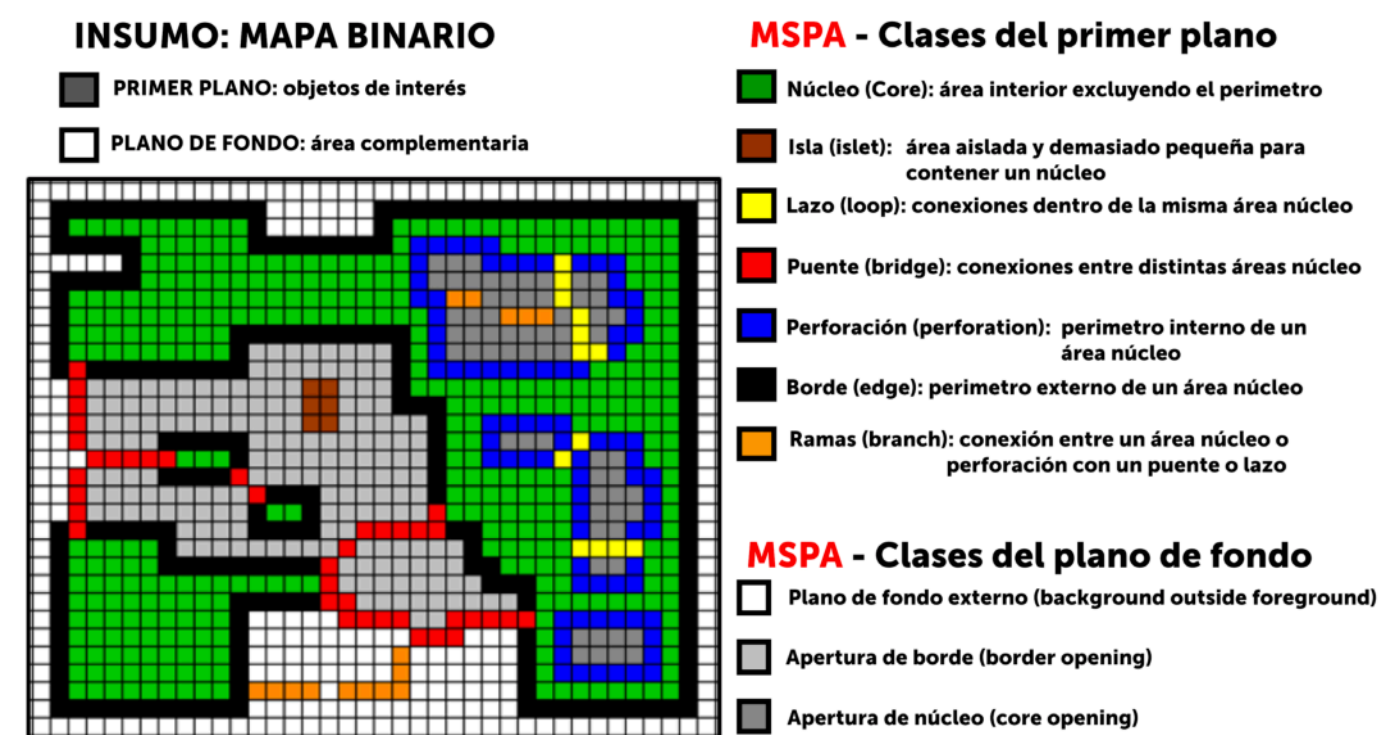 INSUMO: MAPA BINARIO
PRIMER PLANO: objetos de interés
PLANO DE FONDO: área complementaria
MSPA - Clases del primer plano
Núcleo (Core): área interior excluyendo el perimetro
Isla (islet): área aislada y demasiado pequeña para
contener un núcleo
Lazo (loop): conexiones dentro de la misma área núcleo
Puente (bridge): conexiones entre distintas áreas núcleo
Perforación (perforation): perimetro interno de un
área núcleo
Borde (edge): perimetro externo de un área núcleo
Ramas (branch): conexión entre un área núcleo o
perforación con un puente o lazo
MSPA - Clases del plano de fondo
Plano de fondo externo (background outside foreground)
Apertura de borde (border opening)
Apertura de núcleo (core opening)